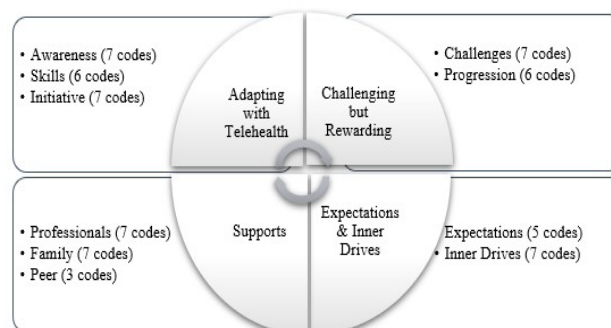 • Awareness (7 codes)
• Skills (6 codes)
• Initiative (7 codes)
Adapting
with
Telehealth
Challenging
but
Rewarding
• Challenges (7 codes)
• Progression (6 codes)
• Professionals (7 codes)
• Family (7 codes)
• Peer (3 codes)
Supports
Expectations
& Inner
Drives
Expectations (5 codes)
• Inner Drives (7 codes)